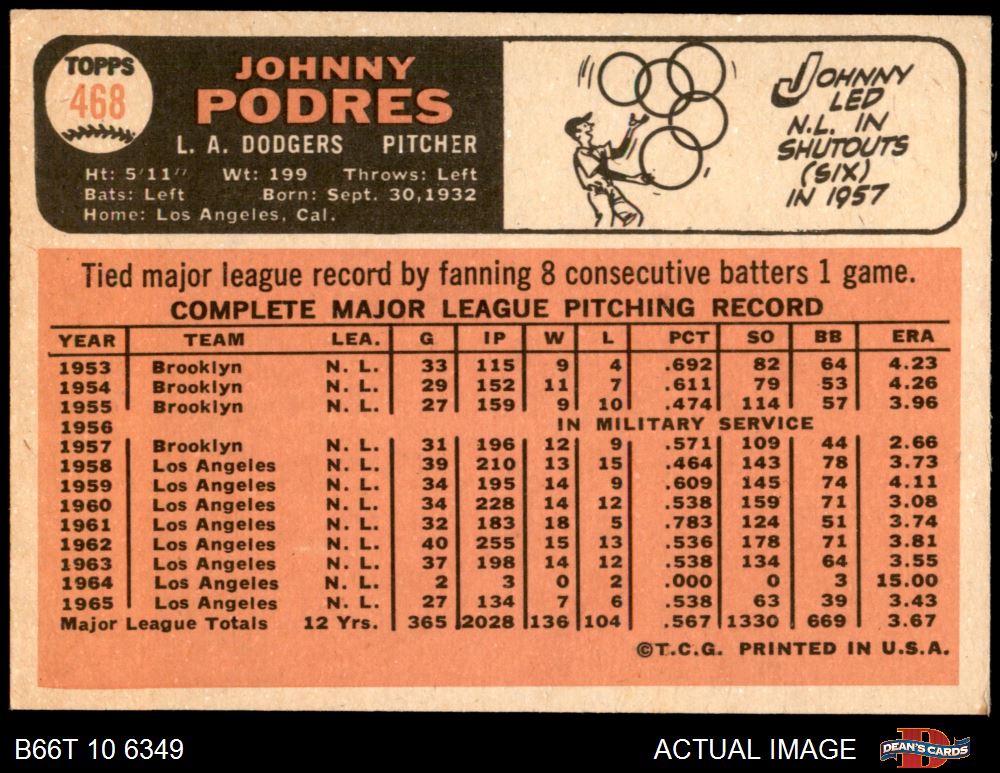 TOPPS
468
JOHNNY
PODRES
L. A. DODGERS PITCHER
Ht: 5'11" Wt: 199 Throws: Left
Bats: Left Born: Sept. 30, 1932
Home: Los Angeles, Cal.
JOHNNY
LED
N.L. IN
SHUTOUTS
(SIX)
IN 1957
Tied major league record by fanning 8 consecutive batters 1 game.
COMPLETE MAJOR LEAGUE PITCHING RECORD
YEAR TEAM LEA. G IP W L PCT SO BB ERA
1953 Brooklyn N. L. 33 115 9 4 .692 82 64 4.23
1954 Brooklyn N. L. 29 152 11 7 .611 79 53 4.26
1955 Brooklyn N. L. 27 159 9 10 .474 114 57 3.96
1956 IN MILITARY SERVICE
1957 Brooklyn N. L. 31 196 12 9 .571 109 44 2.66
1958 Los Angeles N. L. 39 210 13 15 .464 143 78 3.73
1959 Los Angeles N. L. 34 195 14 9 .609 145 74 4.11
1960 Los Angeles N. L. 34 228 14 12 .538 159 71 3.08
1961 Los Angeles N. L. 32 183 18 5 .783 124 51 3.74
1962 Los Angeles N. L. 40 255 15 13 .536 178 71 3.81
1963 Los Angeles N. L. 37 198 14 12 .538 134 64 3.55
1964 Los Angeles N. L. 2 3 0 2 .000 0 3 15.00
1965 Los Angeles N. L. 27 134 7 6 .538 63 39 3.43
Major League Totals 12 Yrs. 365 2028 136 104 .567 1330 669 3.67
©T.C.G. PRINTED IN U.S.A.
B66T 10 6349 ACTUAL IMAGE DEAN'S CARDS